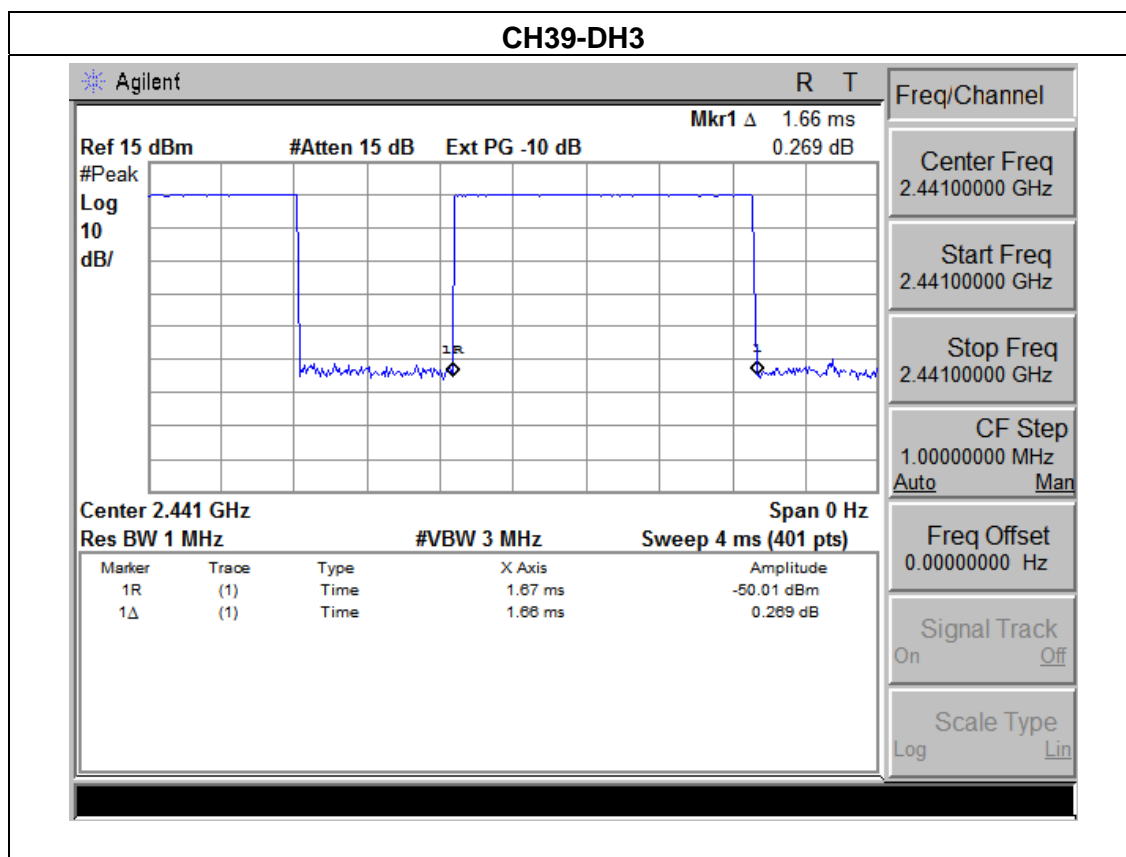 CH39-DH3
Agilent R T
Mkr1 Δ 1.66 ms
Ref 15 dBm #Atten 15 dB Ext PG -10 dB 0.269 dB
#Peak
Log
10
dB/
1R
1
Center 2.441 GHz Span 0 Hz
Res BW 1 MHz #VBW 3 MHz Sweep 4 ms (401 pts)
Marker Trace Type X Axis Amplitude
1R (1) Time 1.67 ms -50.01 dBm
1Δ (1) Time 1.66 ms 0.269 dB
Freq/Channel
Center Freq
2.44100000 GHz
Start Freq
2.44100000 GHz
Stop Freq
2.44100000 GHz
CF Step
1.00000000 MHz
Auto Man
Freq Offset
0.00000000 Hz
Signal Track
On Off
Scale Type
Log Lin